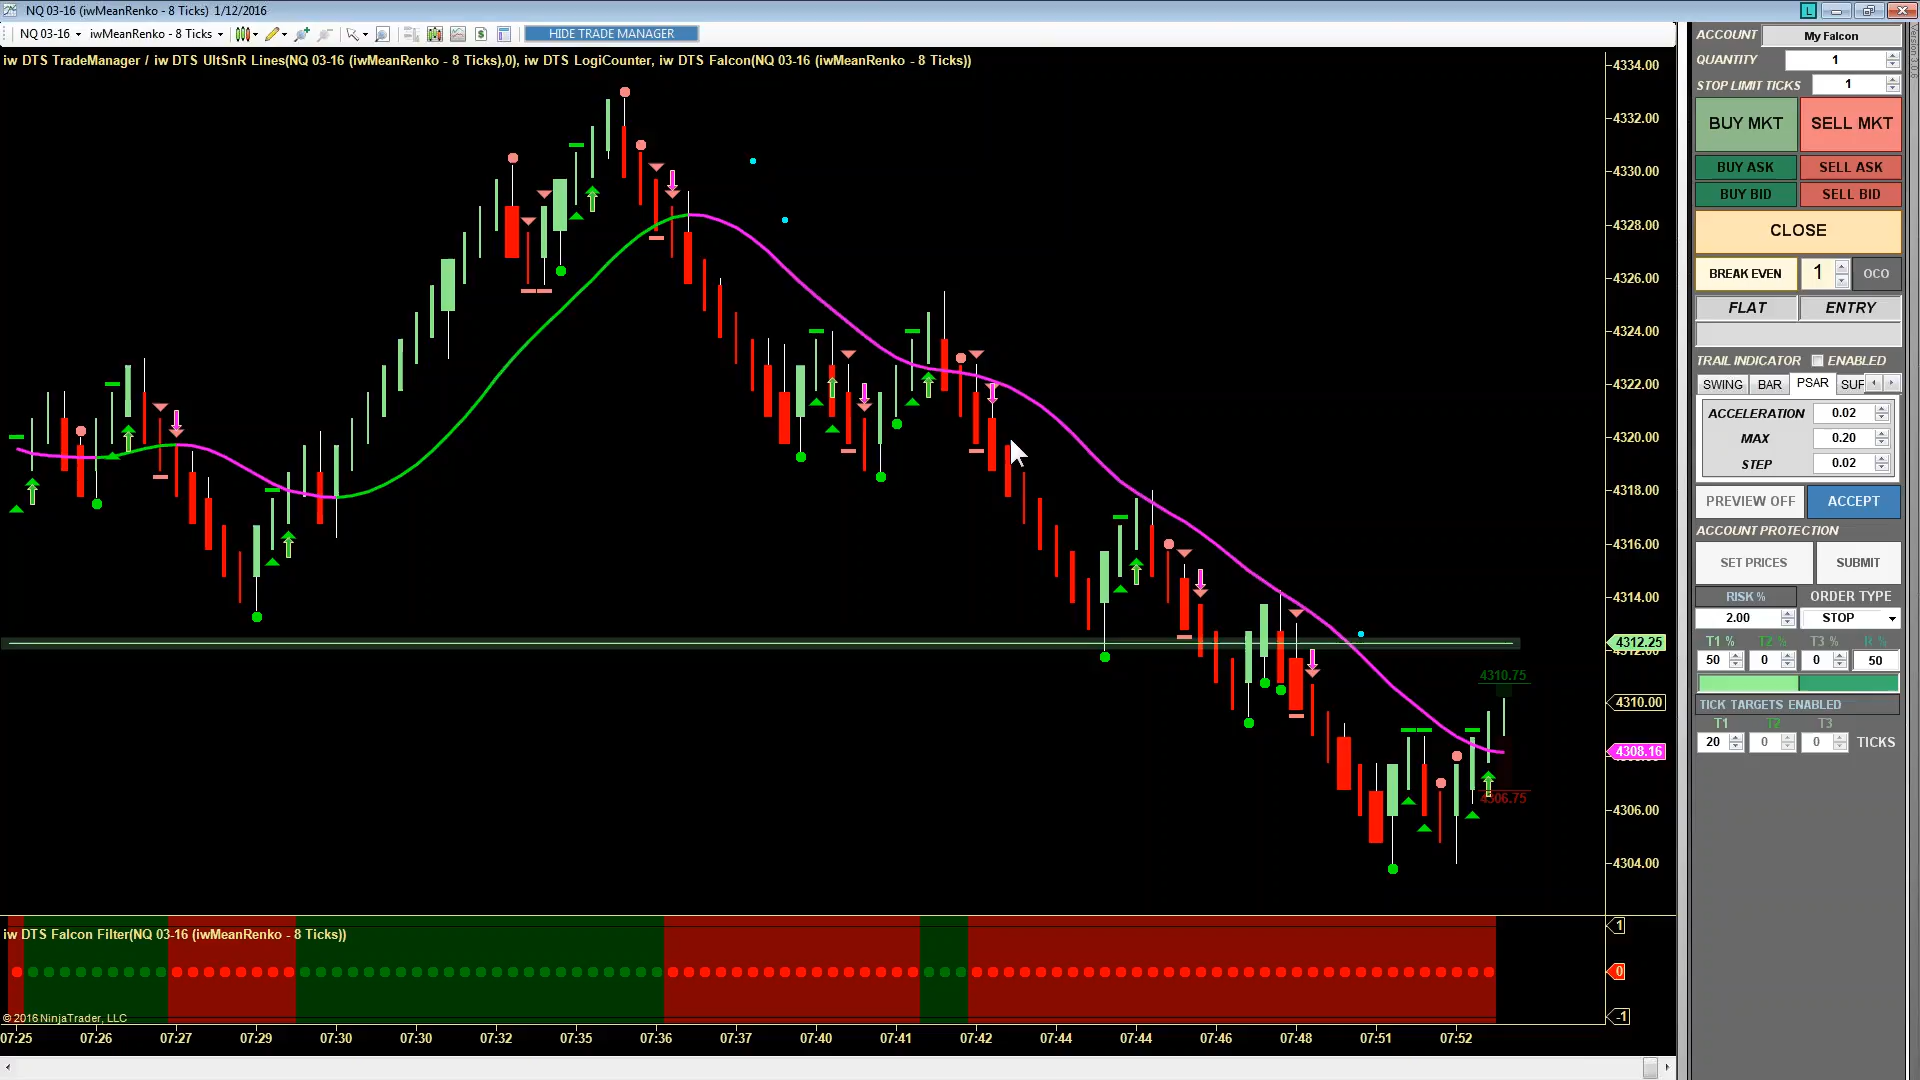 NQ 03-16 (iwMeanRenko - 8 Ticks) 1/12/2016
L
NQ 03-16 iwMeanRenko - 8 Ticks
HIDE TRADE MANAGER
iw DTS TradeManager / iw DTS UltSnR Lines(NQ 03-16 (iwMeanRenko - 8 Ticks),0), iw DTS LogiCounter, iw DTS Falcon(NQ 03-16 (iwMeanRenko - 8 Ticks))
4334.00
4332.00
4330.00
4328.00
4326.00
4324.00
4322.00
4320.00
4318.00
4316.00
4314.00
4312.25
4312.00
4310.75
4310.00
4308.16
4306.75
4306.00
4304.00
iw DTS Falcon Filter(NQ 03-16 (iwMeanRenko - 8 Ticks))
1
0
-1
© 2016 NinjaTrader, LLC
07:25 07:26 07:27 07:29 07:30 07:30 07:32 07:35 07:36 07:37 07:40 07:41 07:42 07:44 07:44 07:46 07:48 07:51 07:52
ACCOUNT My Falcon
QUANTITY 1
STOP LIMIT TICKS 1
BUY MKT SELL MKT
BUY ASK SELL ASK
BUY BID SELL BID
CLOSE
BREAK EVEN 1 OCO
FLAT ENTRY
TRAIL INDICATOR ENABLED
SWING BAR PSAR SUF
ACCELERATION 0.02
MAX 0.20
STEP 0.02
PREVIEW OFF ACCEPT
ACCOUNT PROTECTION
SET PRICES SUBMIT
RISK % ORDER TYPE
2.00 STOP
T1 % T2 % T3 % R %
50 0 0 50
TICK TARGETS ENABLED
T1 T2 T3
20 0 0 TICKS